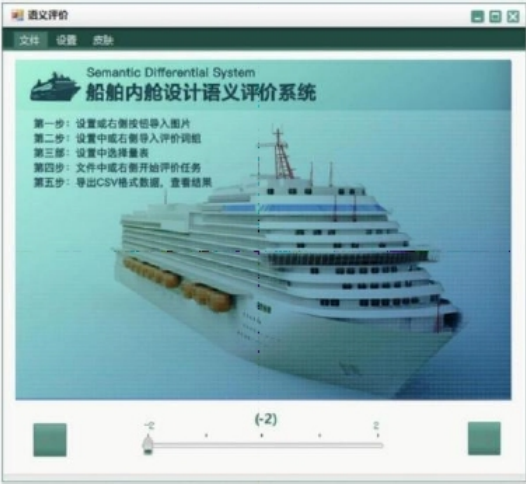 语义评价
文件 设置 皮肤
Semantic Differential System
船舶内舱设计语义评价系统
第一步：设置或右侧按钮导入图片
第二步：设置中或右侧导入评价词组
第三部：设置中选择量表
第四步：文件中或右侧开始评价任务
第五步：导出CSV格式数据，查看结果
(-2)
-2 2